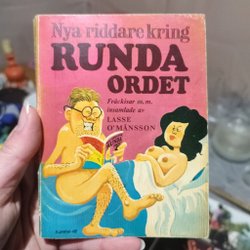 Nya riddare kring
RUNDA
ORDET
Fräckisar m.m.
insamlade av
LASSE
O'MÅNSSON